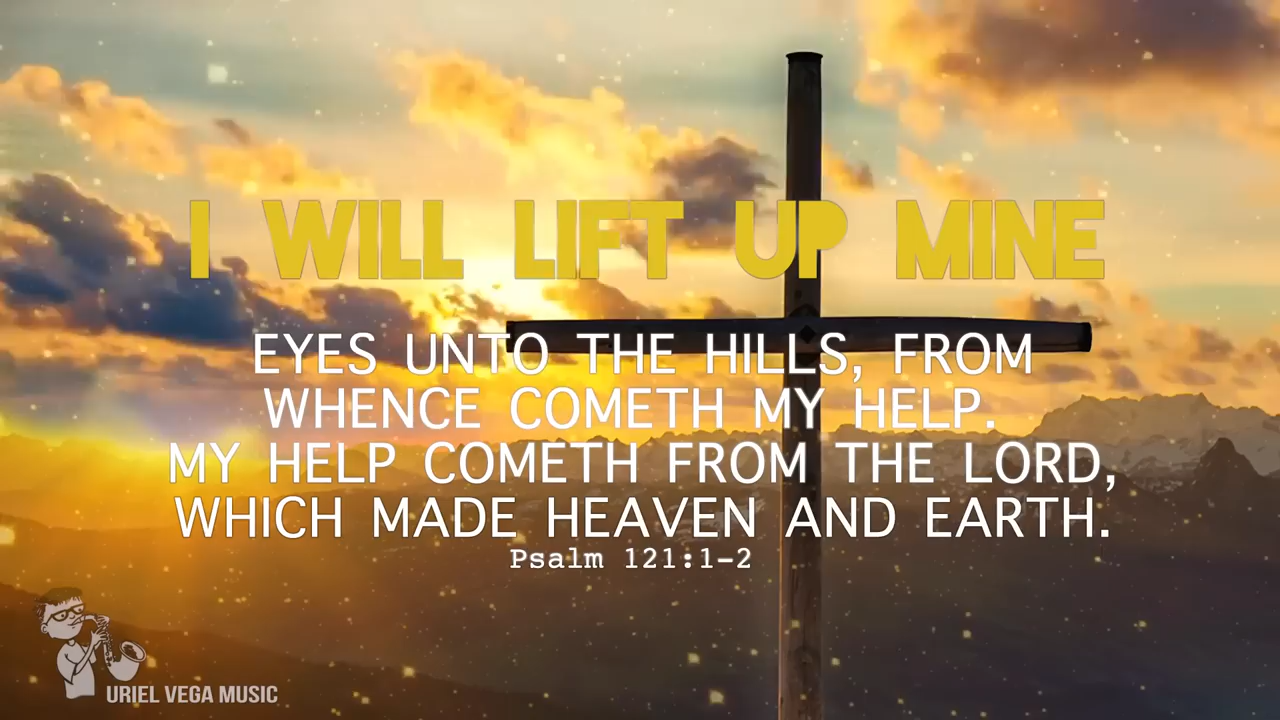 I WILL LIFT UP MINE
EYES UNTO THE HILLS, FROM
WHENCE COMETH MY HELP.
MY HELP COMETH FROM THE LORD,
WHICH MADE HEAVEN AND EARTH.
Psalm 121:1-2
URIEL VEGA MUSIC